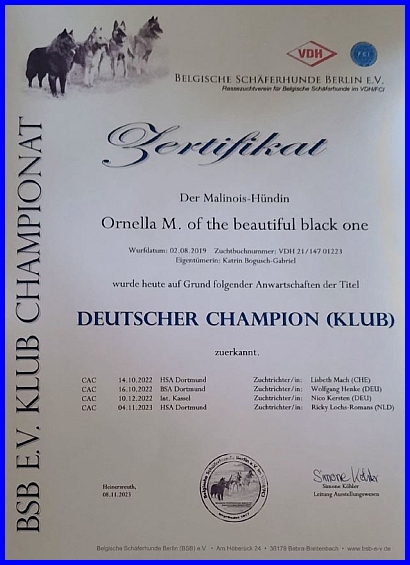 VDH
FCI
BELGISCHE SCHÄFERHUNDE BERLIN E.V.
Rassezuchtverein für Belgische Schäferhunde im VDH/FCI
BSB E.V. KLUB CHAMPIONAT
Zertifikat
Der Malinois-Hündin
Ornella M. of the beautiful black one
Wurfdatum: 02.08.2019 Zuchtbuchnummer: VDH 21/147 01223
Eigentümerin: Katrin Bogusch-Gabriel
wurde heute auf Grund folgender Anwartschaften der Titel
DEUTSCHER CHAMPION (KLUB)
zuerkannt.
CAC 14.10.2022 HSA Dortmund Zuchtrichter/in: Lisbeth Mach (CHE)
CAC 16.10.2022 BSA Dortmund Zuchtrichter/in: Wolfgang Henke (DEU)
CAC 10.12.2022 Int. Kassel Zuchtrichter/in: Nico Kersten (DEU)
CAC 04.11.2023 HSA Dortmund Zuchtrichter/in: Ricky Lochs-Romans (NLD)
08.11.2023
Simone Köhler
Simone Köhler
Leitung Ausstellungswesen
Belgische Schäferhunde Berlin (BSB) e.V. • Am Haberück 24 • 36179 Bebra-Breitenbach • www.bsb-e-v.de